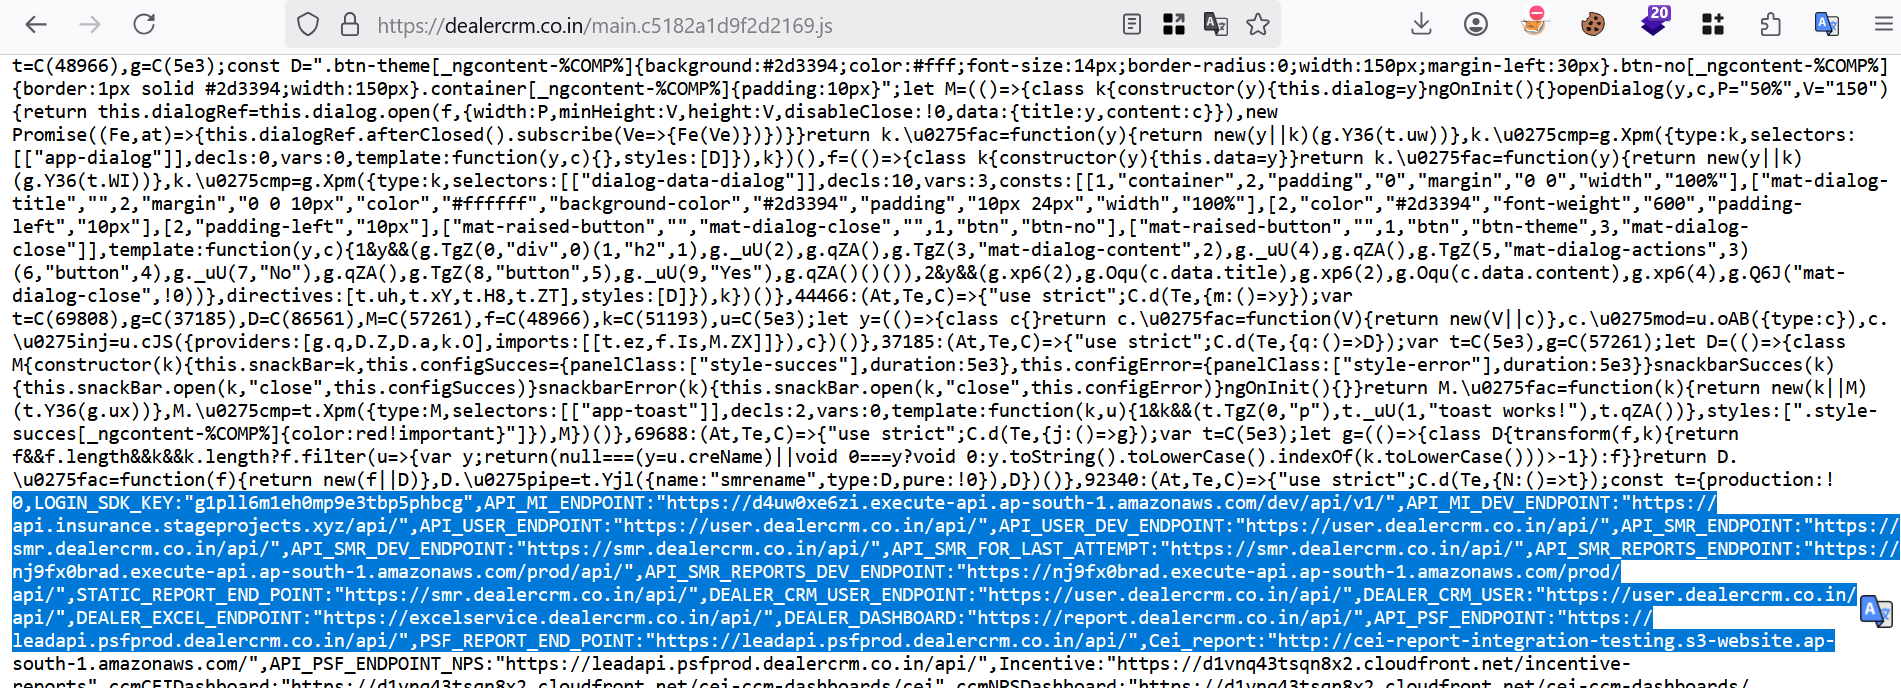 https://dealercrm.co.in/main.c5182a1d9f2d2169.js
20
t=C(48966),g=C(5e3);const D=".btn-theme[_ngcontent-%COMP%]{background:#2d3394;color:#fff;font-size:14px;border-radius:0;width:150px;margin-left:30px}.btn-no[_ngcontent-%COMP%]
{border:1px solid #2d3394;width:150px}.container[_ngcontent-%COMP%]{padding:10px}";let M=(()=>{class k{constructor(y){this.dialog=y}ngOnInit(){}openDialog(y,c,P="50%",V="150")
{return this.dialogRef=this.dialog.open(f,{width:P,minHeight:V,height:V,disableClose:!0,data:{title:y,content:c}}),new
Promise((Fe,at)=>{this.dialogRef.afterClosed().subscribe(Ve=>{Fe(Ve)})})}}return k.\u0275fac=function(y){return new(y||k)(g.Y36(t.uw))},k.\u0275cmp=g.Xpm({type:k,selectors:
[["app-dialog"]],decls:0,vars:0,template:function(y,c){},styles:[D]}),k})(),f=(()=>{class k{constructor(y){this.data=y}}return k.\u0275fac=function(y){return new(y||k)
(g.Y36(t.WI))},k.\u0275cmp=g.Xpm({type:k,selectors:[["dialog-data-dialog"]],decls:10,vars:3,consts:[[1,"container",2,"padding","0","margin","0 0","width","100%"],["mat-dialog-
title","",2,"margin","0 0 10px","color","#ffffff","background-color","#2d3394","padding","10px 24px","width","100%"],[2,"color","#2d3394","font-weight","600","padding-
left","10px"],[2,"padding-left","10px"],["mat-raised-button","","mat-dialog-close","",1,"btn","btn-no"],["mat-raised-button","",1,"btn","btn-theme",3,"mat-dialog-
close"]],template:function(y,c){1&y&&(g.TgZ(0,"div",0)(1,"h2",1),g._uU(2),g.qZA(),g.TgZ(3,"mat-dialog-content",2),g._uU(4),g.qZA(),g.TgZ(5,"mat-dialog-actions",3)
(6,"button",4),g._uU(7,"No"),g.qZA(),g.TgZ(8,"button",5),g._uU(9,"Yes"),g.qZA()()()),2&y&&(g.xp6(2),g.Oqu(c.data.title),g.xp6(2),g.Oqu(c.data.content),g.xp6(4),g.Q6J("mat-
dialog-close",!0))},directives:[t.uh,t.xY,t.H8,t.ZT],styles:[D]}),k})()},44466:(At,Te,C)=>{"use strict";C.d(Te,{m:()=>y});var
t=C(69808),g=C(37185),D=C(86561),M=C(57261),f=C(48966),k=C(51193),u=C(5e3);let y=(()=>{class c{}return c.\u0275fac=function(V){return new(V||c)},c.\u0275mod=u.oAB({type:c}),c.
\u0275inj=u.cJS({providers:[g.q,D.Z,D.a,k.O],imports:[[t.ez,f.Is,M.ZX]]}),c})()},37185:(At,Te,C)=>{"use strict";C.d(Te,{q:()=>D});var t=C(5e3),g=C(57261);let D=(()=>{class
M{constructor(k){this.snackBar=k,this.configSucces={panelClass:["style-succes"],duration:5e3},this.configError={panelClass:["style-error"],duration:5e3}}snackbarSucces(k)
{this.snackBar.open(k,"close",this.configSucces)}snackbarError(k){this.snackBar.open(k,"close",this.configError)}ngOnInit(){}}return M.\u0275fac=function(k){return new(k||M)
(t.Y36(g.ux))},M.\u0275cmp=t.Xpm({type:M,selectors:[["app-toast"]],decls:2,vars:0,template:function(k,u){1&k&&(t.TgZ(0,"p"),t._uU(1,"toast works!"),t.qZA())},styles:[".style-
succes[_ngcontent-%COMP%]{color:red!important}"]}),M})()},69688:(At,Te,C)=>{"use strict";C.d(Te,{j:()=>g});var t=C(5e3);let g=(()=>{class D{transform(f,k){return
f&&f.length&&k&&k.length?f.filter(u=>{var y;return(null===(y=u.creName)||void 0===y?void 0:y.toString().toLowerCase().indexOf(k.toLowerCase()))>-1}):f}}return D.
\u0275fac=function(f){return new(f||D)},D.\u0275pipe=t.Yjl({name:"smrename",type:D,pure:!0}),D})()},92340:(At,Te,C)=>{"use strict";C.d(Te,{N:()=>t});const t={production:!
0,LOGIN_SDK_KEY:"g1pll6m1eh0mp9e3tbp5phbcg",API_MI_ENDPOINT:"https://d4uw0xe6zi.execute-api.ap-south-1.amazonaws.com/dev/api/v1/",API_MI_DEV_ENDPOINT:"https://
api.insurance.stageprojects.xyz/api/",API_USER_ENDPOINT:"https://user.dealercrm.co.in/api/",API_USER_DEV_ENDPOINT:"https://user.dealercrm.co.in/api/",API_SMR_ENDPOINT:"https://
smr.dealercrm.co.in/api/",API_SMR_DEV_ENDPOINT:"https://smr.dealercrm.co.in/api/",API_SMR_FOR_LAST_ATTEMPT:"https://smr.dealercrm.co.in/api/",API_SMR_REPORTS_ENDPOINT:"https://
nj9fx0brad.execute-api.ap-south-1.amazonaws.com/prod/api/",API_SMR_REPORTS_DEV_ENDPOINT:"https://nj9fx0brad.execute-api.ap-south-1.amazonaws.com/prod/
api/",STATIC_REPORT_END_POINT:"https://smr.dealercrm.co.in/api/",DEALER_CRM_USER_ENDPOINT:"https://user.dealercrm.co.in/api/",DEALER_CRM_USER:"https://user.dealercrm.co.in/
api/",DEALER_EXCEL_ENDPOINT:"https://excelservice.dealercrm.co.in/api/",DEALER_DASHBOARD:"https://report.dealercrm.co.in/api/",API_PSF_ENDPOINT:"https://
leadapi.psfprod.dealercrm.co.in/api/",PSF_REPORT_END_POINT:"https://leadapi.psfprod.dealercrm.co.in/api/",Cei_report:"http://cei-report-integration-testing.s3-website.ap-
south-1.amazonaws.com/",API_PSF_ENDPOINT_NPS:"https://leadapi.psfprod.dealercrm.co.in/api/",Incentive:"https://d1vnq43tsqn8x2.cloudfront.net/incentive-
reports",ccmCEIDashboard:"https://d1vnq43tsqn8x2.cloudfront.net/cei-ccm-dashboards/cei",ccmNPSDashboard:"https://d1vnq43tsqn8x2.cloudfront.net/cei-ccm-dashboards/